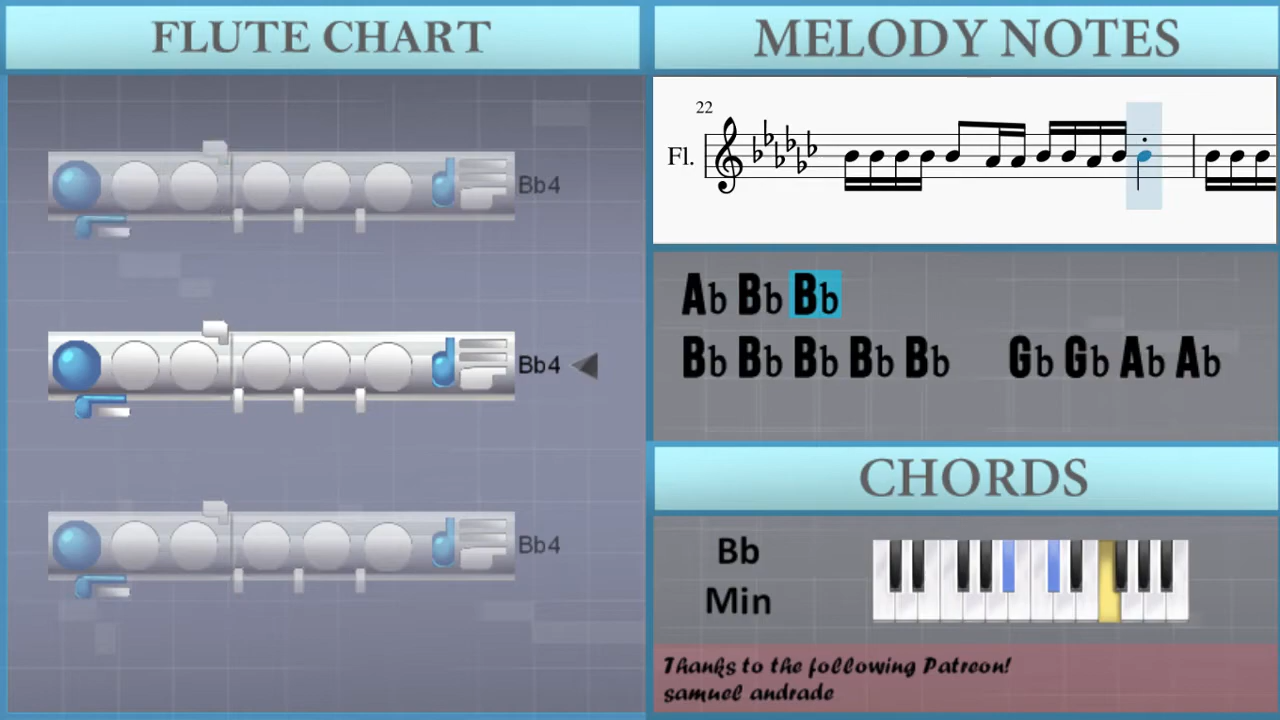 FLUTE CHART
Bb4
Bb4
Bb4
MELODY NOTES
22
Fl.
Ab Bb Bb
Bb Bb Bb Bb Bb Gb Gb Ab Ab
CHORDS
Bb
Min
Thanks to the following Patreon!
samuel andrade